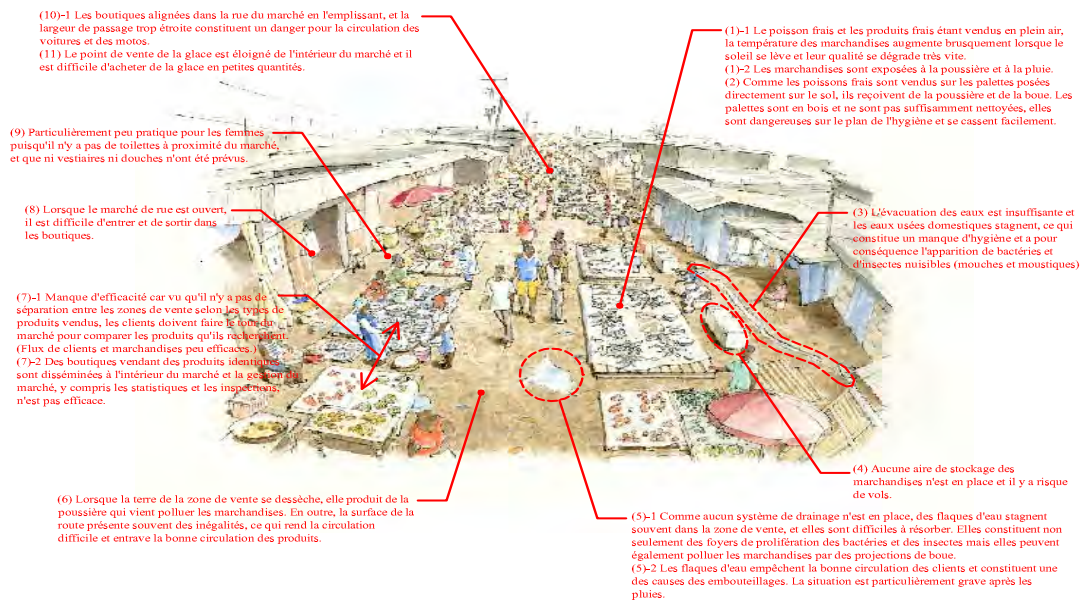 (10)-1 Les boutiques alignées dans la rue du marché en l'emplissant, et la
largeur de passage trop étroite constituent un danger pour la circulation des
voitures et des motos.
(11) Le point de vente de la glace est éloigné de l'intérieur du marché et il
est difficile d'acheter de la glace en petites quantités.
(1)-1 Le poisson frais et les produits frais étant vendus en plein air,
la température des marchandises augmente brusquement lorsque le
soleil se lève et leur qualité se dégrade très vite.
(1)-2 Les marchandises sont exposées à la poussière et à la pluie.
(2) Comme les poissons frais sont vendus sur les palettes posées
directement sur le sol, ils reçoivent de la poussière et de la boue. Les
palettes sont en bois et ne sont pas suffisamment nettoyées, elles
sont dangereuses sur le plan de l'hygiène et se cassent facilement.
(9) Particulièrement peu pratique pour les femmes
puisqu'il n'y a pas de toilettes à proximité du marché,
et que ni vestiaires ni douches n'ont été prévus.
(8) Lorsque le marché de rue est ouvert,
il est difficile d'entrer et de sortir dans
les boutiques.
(3) L'évacuation des eaux est insuffisante et
les eaux usées domestiques stagnent, ce qui
constitue un manque d'hygiène et a pour
conséquence l'apparition de bactéries et
d'insectes nuisibles (mouches et moustiques)
(7)-1 Manque d'efficacité car vu qu'il n'y a pas de
séparation entre les zones de vente selon les types de
produits vendus, les clients doivent faire le tour du
marché pour comparer les produits qu'ils recherchent.
(Flux de clients et marchandises peu efficaces.)
(7)-2 Des boutiques vendant des produits identiques
sont disséminées à l'intérieur du marché et la gestion du
marché, y compris les statistiques et les inspections,
n'est pas efficace.
(4) Aucune aire de stockage des
marchandises n'est en place et il y a risque
de vols.
(6) Lorsque la terre de la zone de vente se dessèche, elle produit de la
poussière qui vient polluer les marchandises. En outre, la surface de la
route présente souvent des inégalités, ce qui rend la circulation
difficile et entrave la bonne circulation des produits.
(5)-1 Comme aucun système de drainage n'est en place, des flaques d'eau stagnent
souvent dans la zone de vente, et elles sont difficiles à résorber. Elles constituent non
seulement des foyers de prolifération des bactéries et des insectes mais elles peuvent
également polluer les marchandises par des projections de boue.
(5)-2 Les flaques d'eau empêchent la bonne circulation des clients et constituent une
des causes des embouteillages. La situation est particulièrement grave après les
pluies.